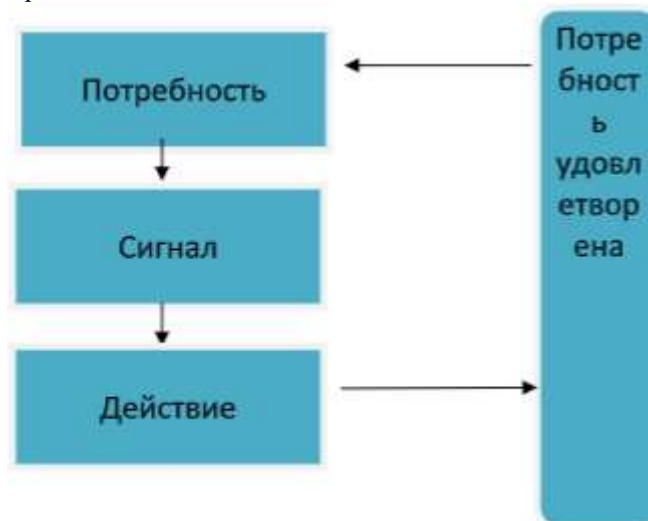 Потребность
Сигнал
Действие
Потре
бност
ь
удовл
етвор
ена